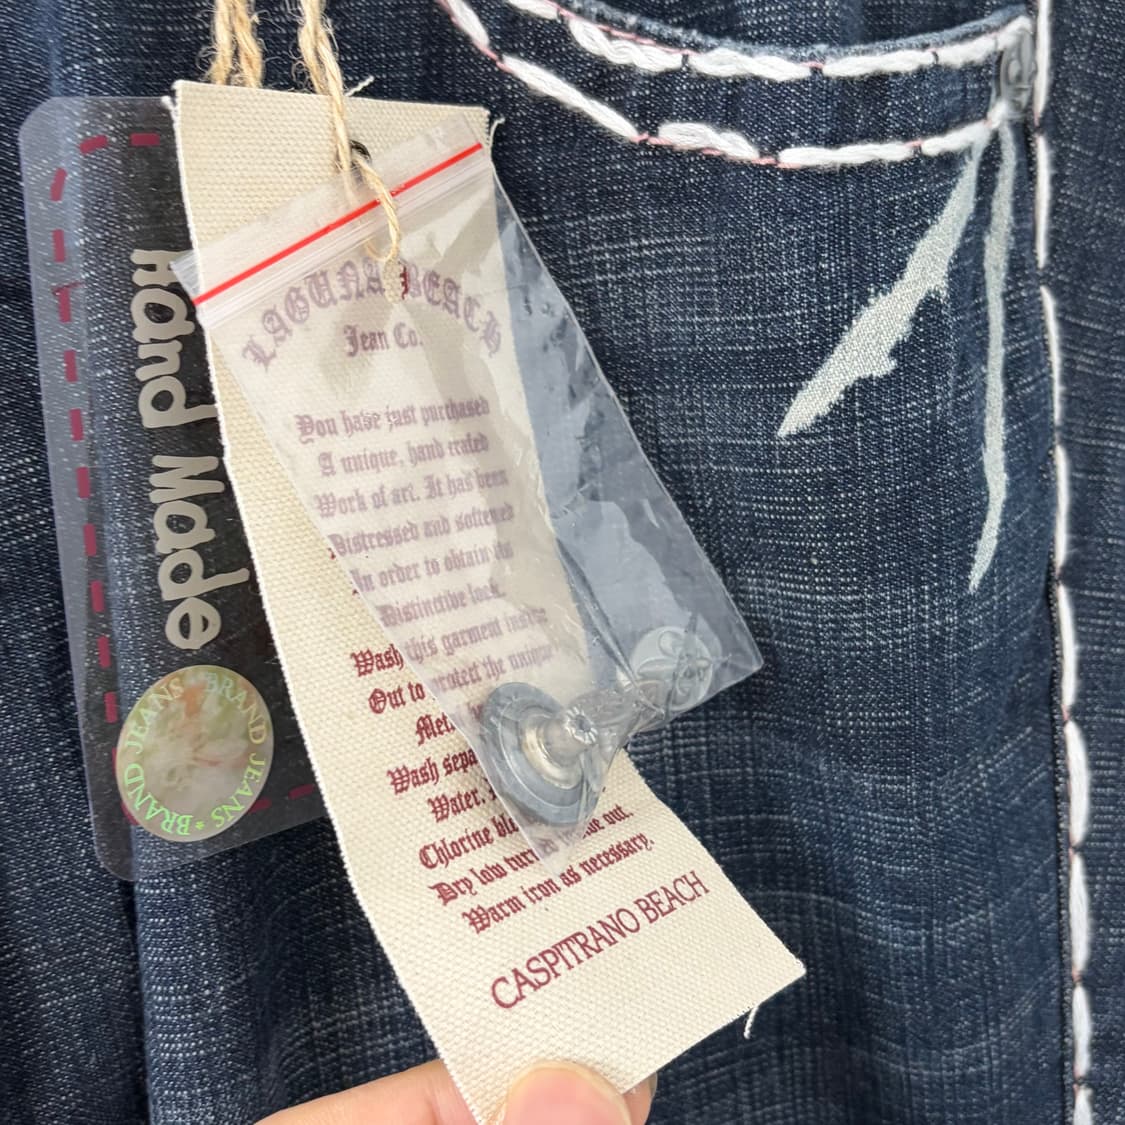 Hand Made
BRAND JEANS * BRAND JEANS *
LAGUNA BEACH
Jean Co.
You have just purchased
A unique, hand crafted
Work of art. It has been
Distressed and softened
In order to obtain its
Distinctive look.
Wash this garment inside
Out to protect the unique
Wash sepa
Water.
Chlorine ble
Dry low out.
Warm iron as necessary.
CASPITRANO BEACH